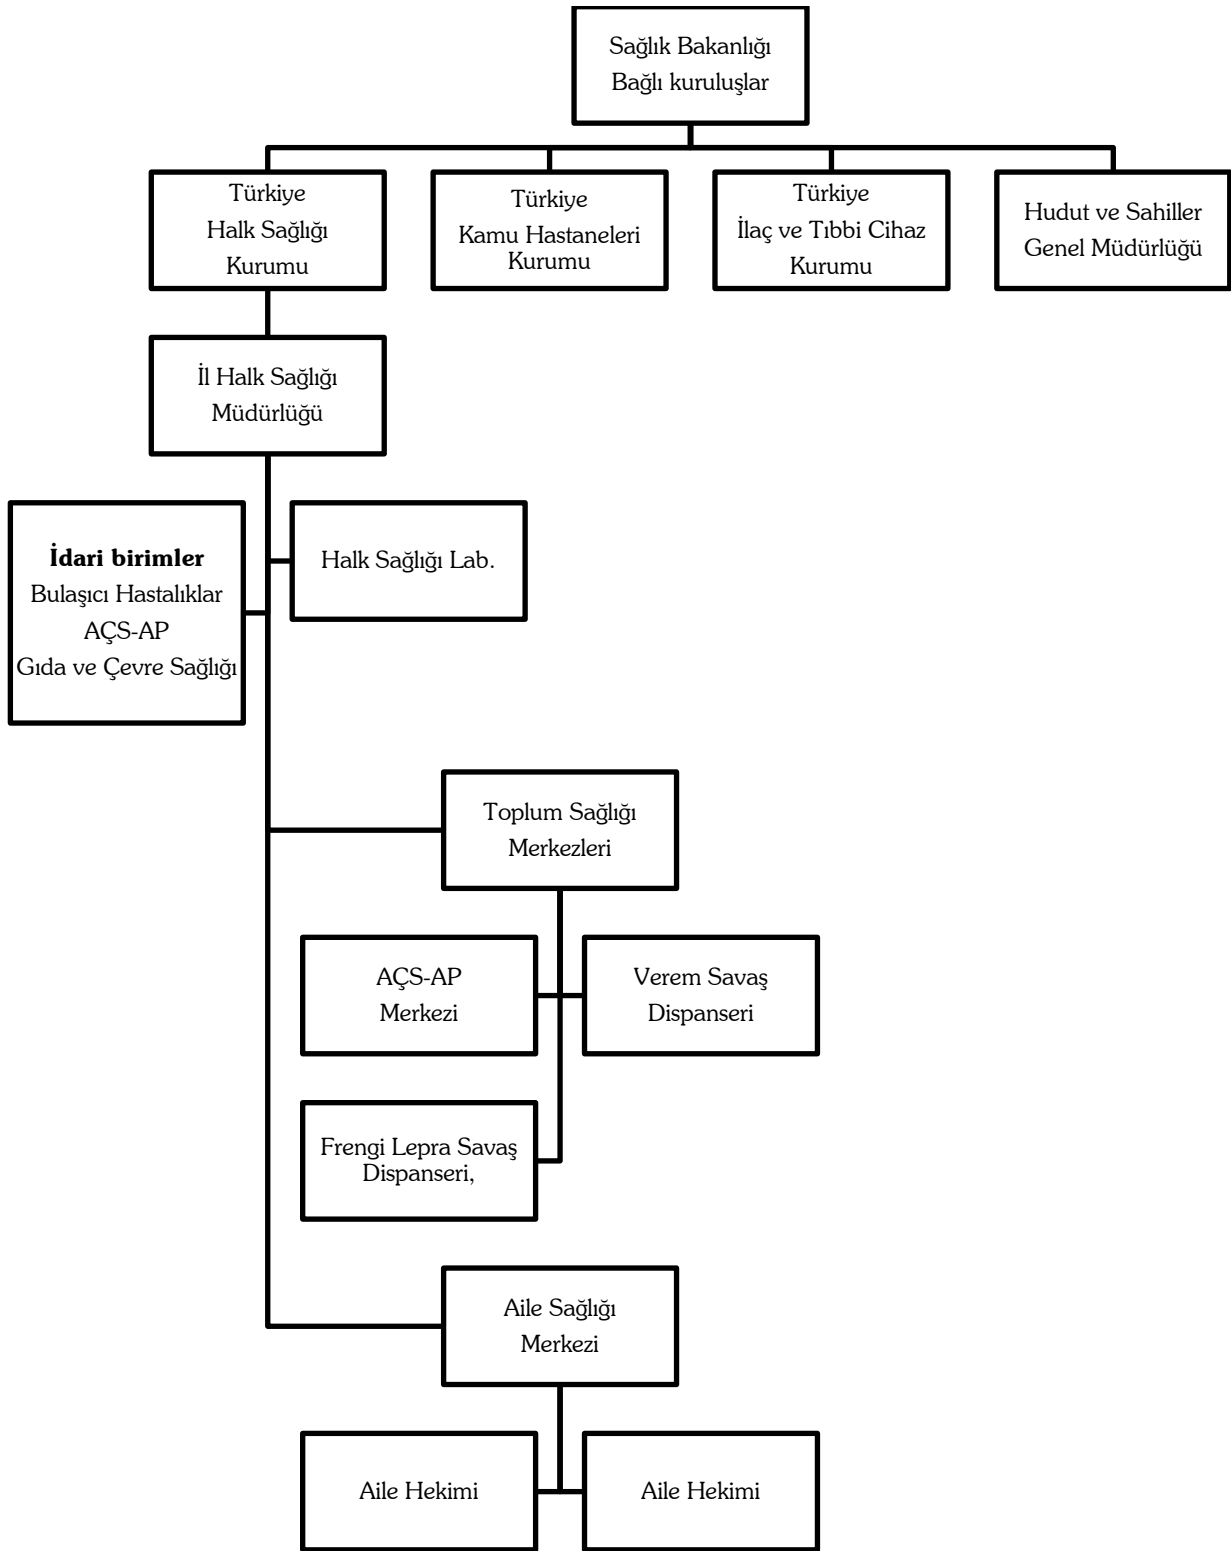 Sağlık Bakanlığı
Bağlı kuruluşlar
Türkiye
Halk Sağlığı
Kurumu
Türkiye
Kamu Hastaneleri
Kurumu
Türkiye
İlaç ve Tıbbi Cihaz
Kurumu
Hudut ve Sahiller
Genel Müdürlüğü
İl Halk Sağlığı
Müdürlüğü
İdari birimler
Bulaşıcı Hastalıklar
AÇS-AP
Gıda ve Çevre Sağlığı
Halk Sağlığı Lab.
Toplum Sağlığı
Merkezleri
AÇS-AP
Merkezi
Verem Savaş
Dispanseri
Frengi Lepra Savaş
Dispanseri,
Aile Sağlığı
Merkezi
Aile Hekimi
Aile Hekimi